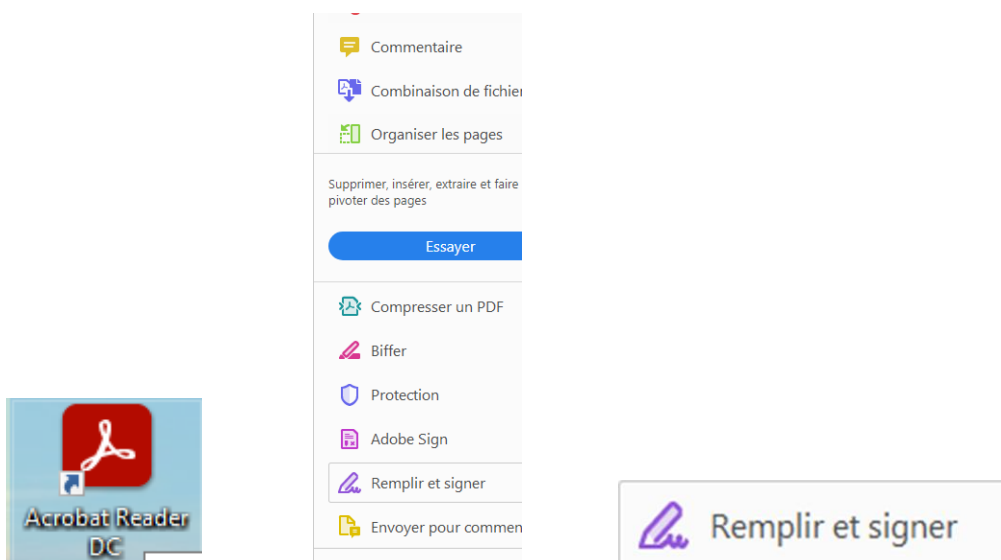 Acrobat Reader
DC
Commentaire
Combinaison de fichier
Organiser les pages
Supprimer, insérer, extraire et faire
pivoter des pages
Essayer
Compresser un PDF
Biffer
Protection
Adobe Sign
Remplir et signer
Envoyer pour commen
Remplir et signer